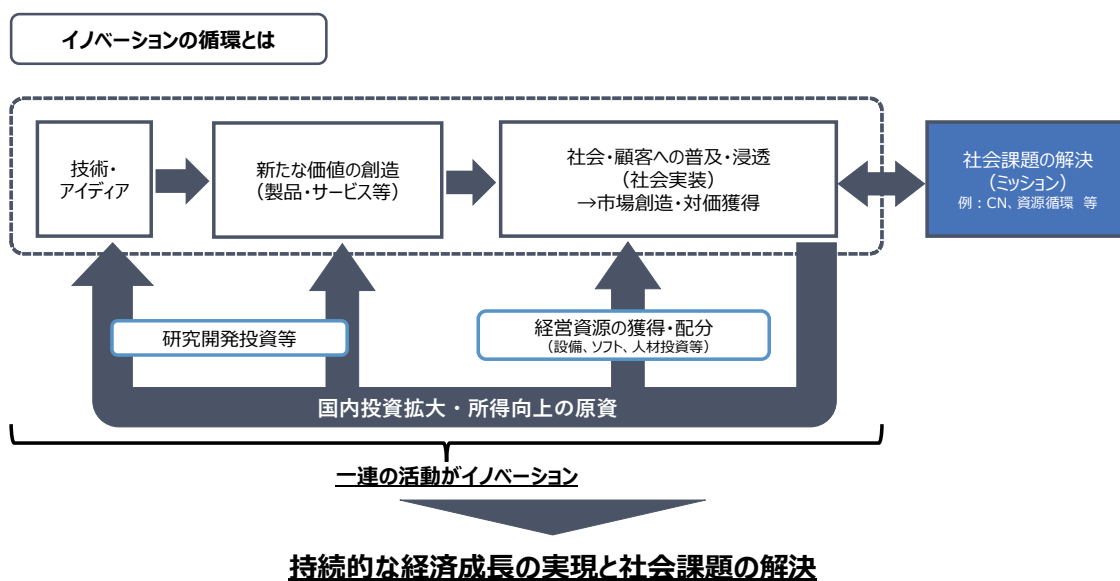 イノベーションの循環とは
技術・
アイディア
新たな価値の創造
（製品・サービス等）
社会・顧客への普及・浸透
（社会実装）
→市場創造・対価獲得
社会課題の解決
（ミッション）
例：CN、資源循環 等
研究開発投資等
経営資源の獲得・配分
（設備、ソフト、人材投資等）
国内投資拡大・所得向上の原資
一連の活動がイノベーション
持続的な経済成長の実現と社会課題の解決